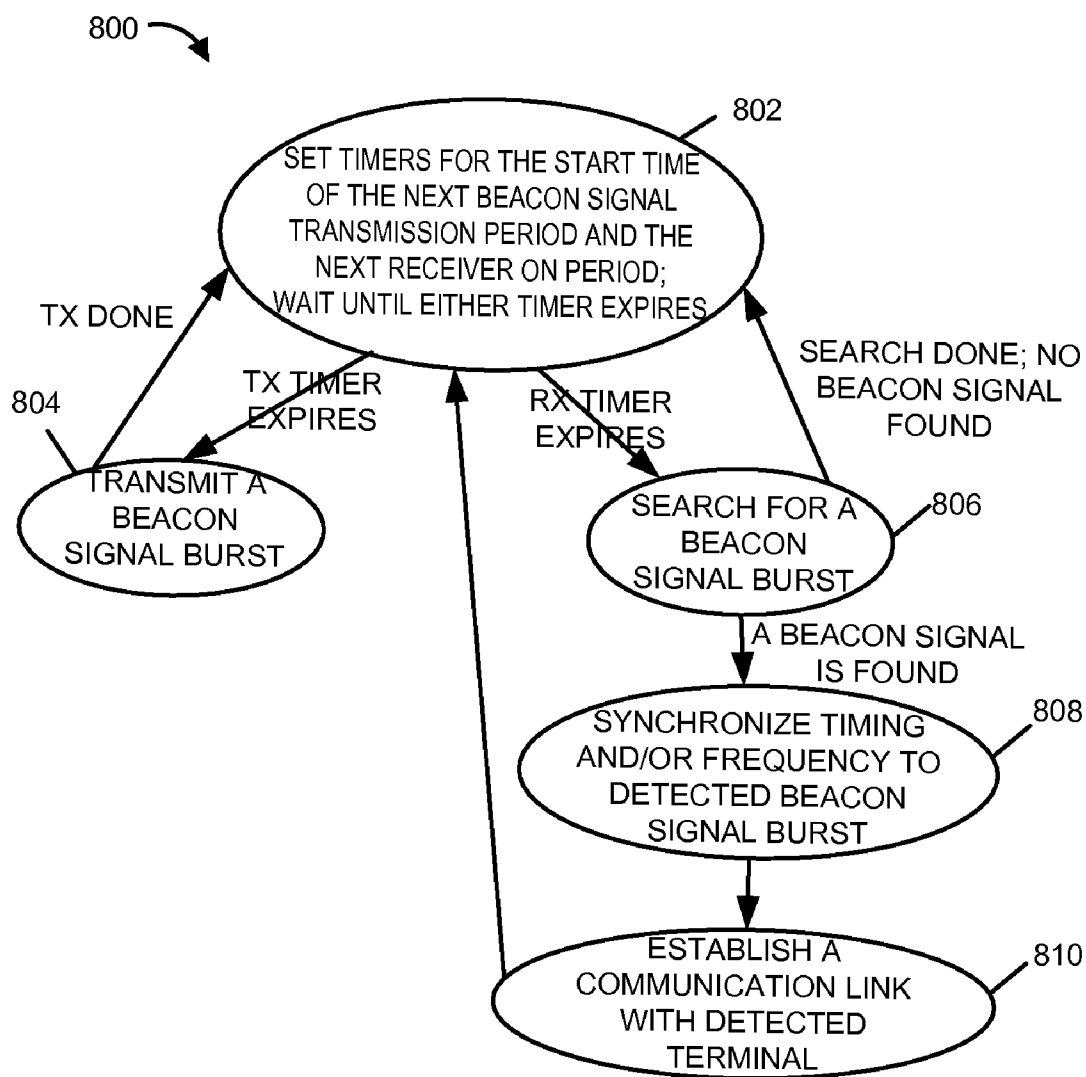 800
802
SET TIMERS FOR THE START TIME
OF THE NEXT BEACON SIGNAL
TRANSMISSION PERIOD AND THE
NEXT RECEIVER ON PERIOD;
WAIT UNTIL EITHER TIMER EXPIRES
TX DONE
SEARCH DONE; NO
BEACON SIGNAL
FOUND
804
TX TIMER
EXPIRES
RX TIMER
EXPIRES
TRANSMIT A
BEACON
SIGNAL BURST
806
SEARCH FOR A
BEACON
SIGNAL BURST
A BEACON SIGNAL
IS FOUND
808
SYNCHRONIZE TIMING
AND/OR FREQUENCY TO
DETECTED BEACON
SIGNAL BURST
810
ESTABLISH A
COMMUNICATION LINK
WITH DETECTED
TERMINAL